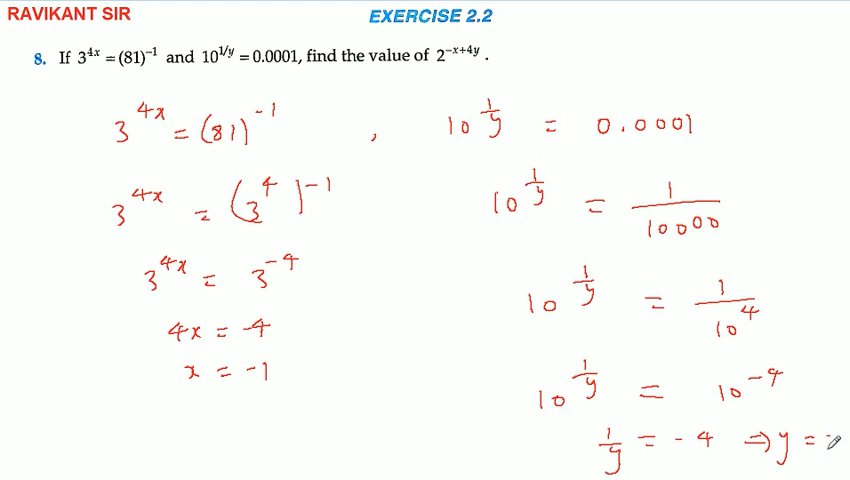 RAVIKANT SIR
EXERCISE 2.2
8. If 3^{4x} = (81)^{-1} and 10^{1/y} = 0.0001, find the value of 2^{-x+4y}.
3^{4x} = (81)^{-1} , 10^{1/y} = 0.0001
3^{4x} = (3^4)^{-1}
10^{1/y} = 1/10000
3^{4x} = 3^{-4}
10^{1/y} = 1/10^4
4x = -4
x = -1
10^{1/y} = 10^{-4}
1/y = -4 ⇒ y =